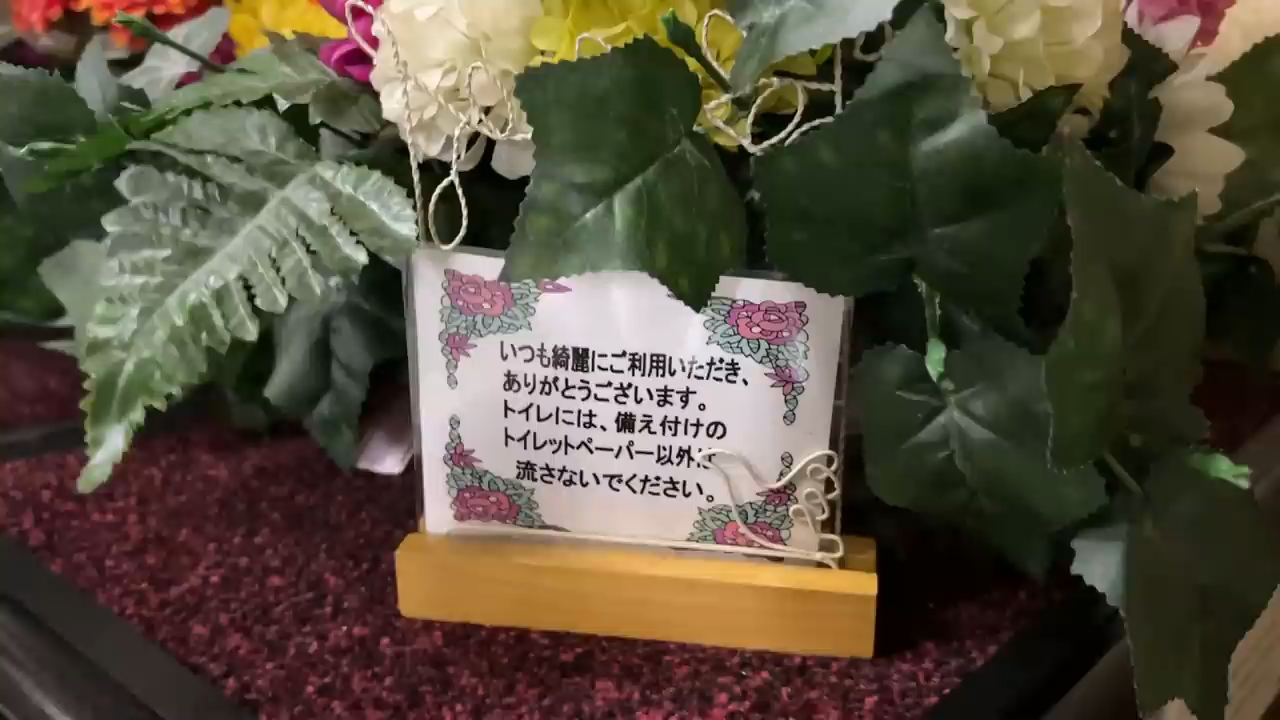 いつも綺麗にご利用いただき、
ありがとうございます。
トイレには、備え付けの
トイレットペーパー以外は
流さないでください。